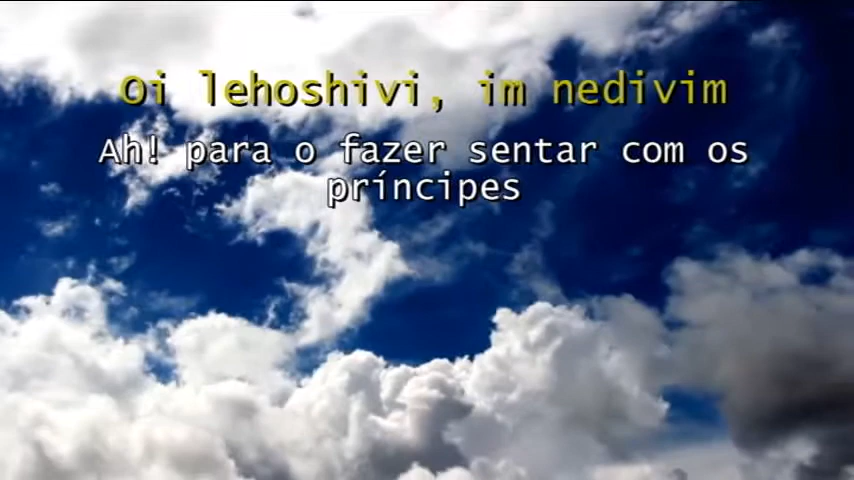 Oi lehoshivi, im nedivim
Ah! para o fazer sentar com os
príncipes